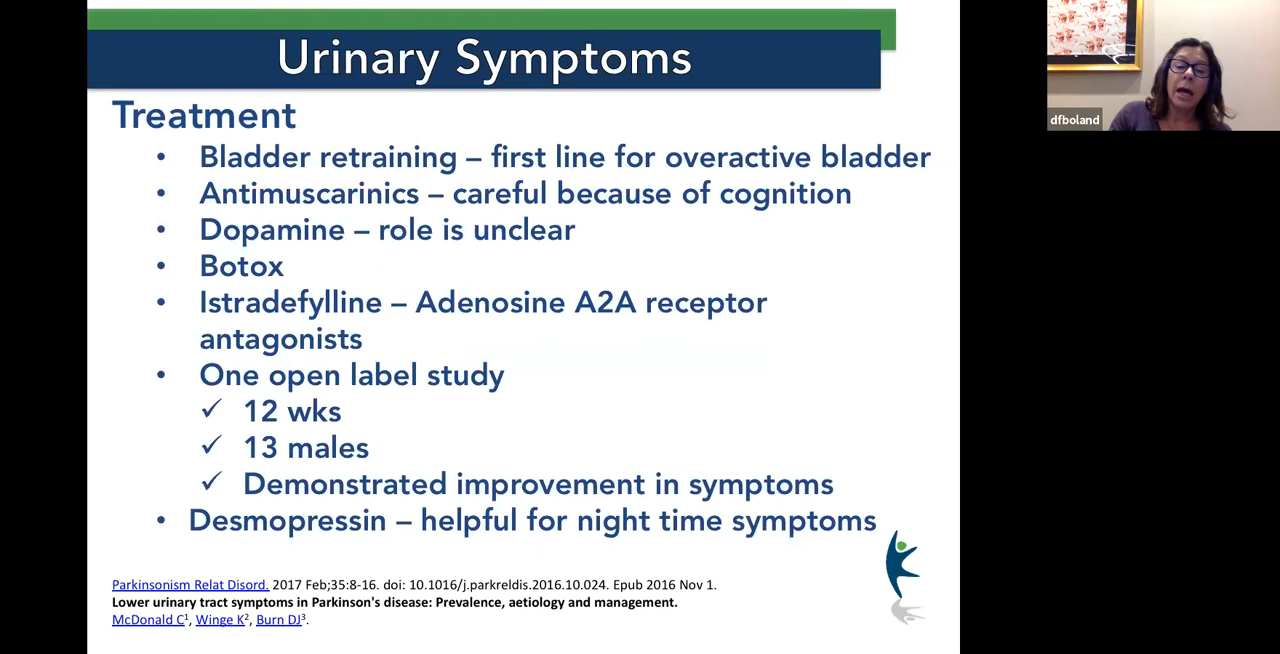 Urinary Symptoms
Treatment
• Bladder retraining – first line for overactive bladder
• Antimuscarinics – careful because of cognition
• Dopamine – role is unclear
• Botox
• Istradefylline – Adenosine A2A receptor
antagonists
• One open label study
✓ 12 wks
✓ 13 males
✓ Demonstrated improvement in symptoms
• Desmopressin – helpful for night time symptoms
Parkinsonism Relat Disord. 2017 Feb;35:8-16. doi: 10.1016/j.parkreldis.2016.10.024. Epub 2016 Nov 1.
Lower urinary tract symptoms in Parkinson's disease: Prevalence, aetiology and management.
McDonald C¹, Winge K², Burn DJ³.
dfboland